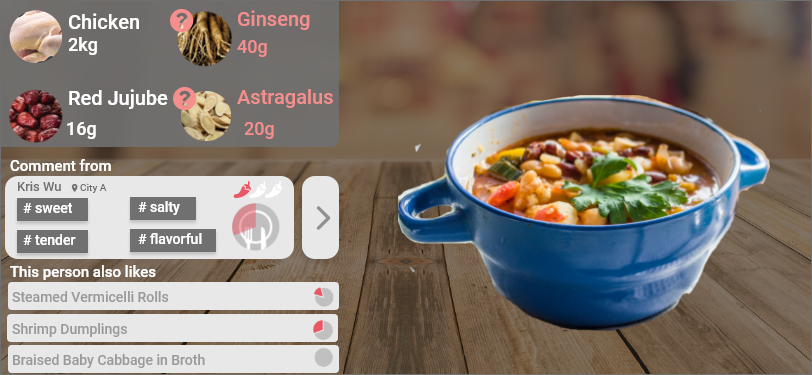 Chicken
2kg
? Ginseng
40g
Red Jujube
16g
? Astragalus
20g
Comment from
Kris Wu City A
# sweet
# salty
# tender
# flavorful
This person also likes
Steamed Vermicelli Rolls
Shrimp Dumplings
Braised Baby Cabbage in Broth